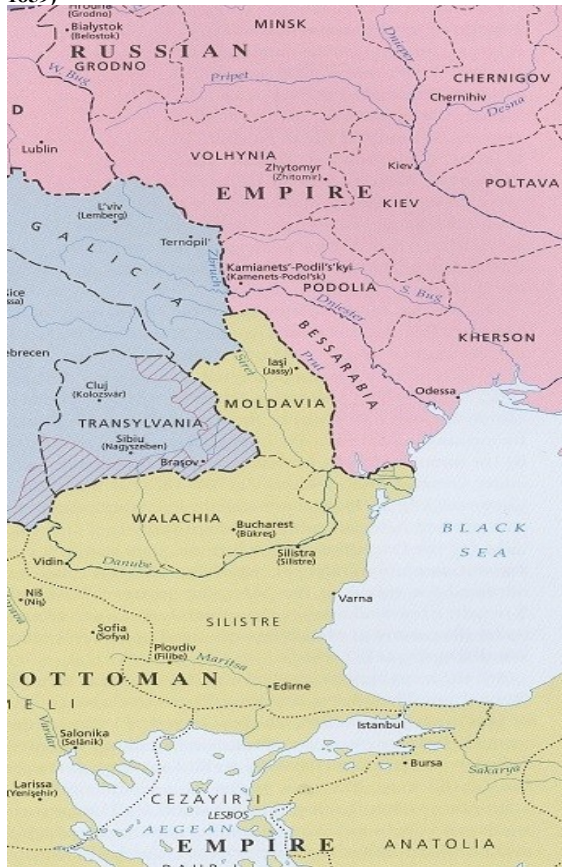 1859)
Hrodna
(Grodno)
MINSK
Białystok
(Belostok)
RUSSIAN
GRODNO
Dnieper
W. Bug
Pripet
CHERNIGOV
Chernihiv
Desna
D
Lublin
VOLHYNIA
Zhytomyr
(Zhitomir)
Kiev
POLTAVA
EMPIRE
KIEV
L'viv
(Lemberg)
GALICIA
Ternopil'
Zbruch
Kamianets'-Podil's'kyi
(Kamenets-Podol'sk)
PODOLIA
S. Bug
Dniester
BESSARABIA
KHERSON
Iaşi
(Jassy)
Prut
Siret
Odessa
ebrecen
Cluj
(Kolozsvár)
MOLDAVIA
TRANSYLVANIA
Sibiu
(Nagyszeben)
Braşov
WALACHIA
Bucharest
(Bükreş)
BLACK
SEA
Silistra
(Silistre)
Vidin
Danube
Niš
(Niş)
Varna
SILISTRE
Sofia
(Sofya)
Plovdiv
(Filibe)
Maritsa
OTTOMAN
Edirne
MELI
Vardar
Istanbul
Salonika
(Selânik)
Bursa
Sakarya
Larissa
(Yenişehir)
CEZAYIR-I
LESBOS
AEGEAN
EMPIRE
ANATOLIA